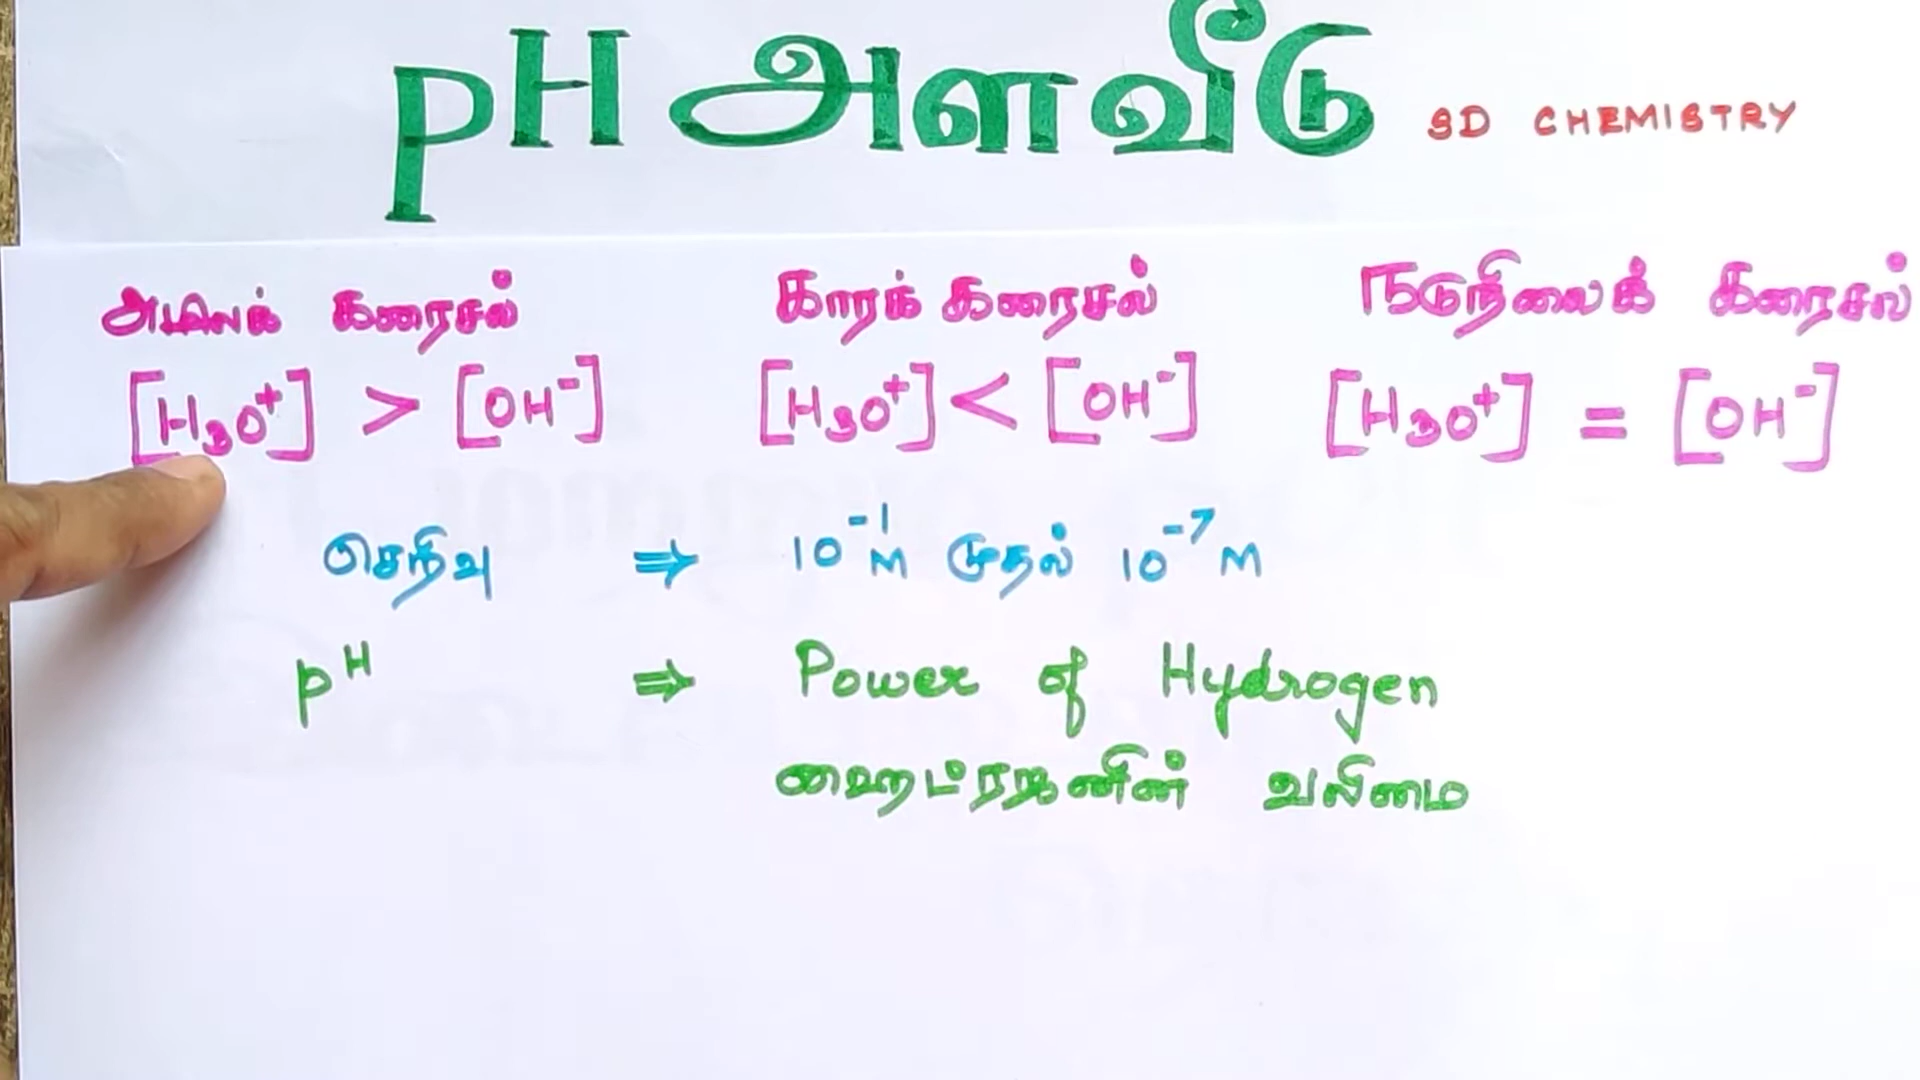 pH அளவீடு SD CHEMISTRY
அமிலக் கரைசல் காரக் கரைசல் நடுநிலைக் கரைசல்
[H₃O⁺] > [OH⁻] [H₃O⁺] < [OH⁻] [H₃O⁺] = [OH⁻]
செறிவு ⇒ 10⁻¹ M முதல் 10⁻⁷ M
pᴴ ⇒ Power of Hydrogen
ஹைட்ரஜனின் வலிமை